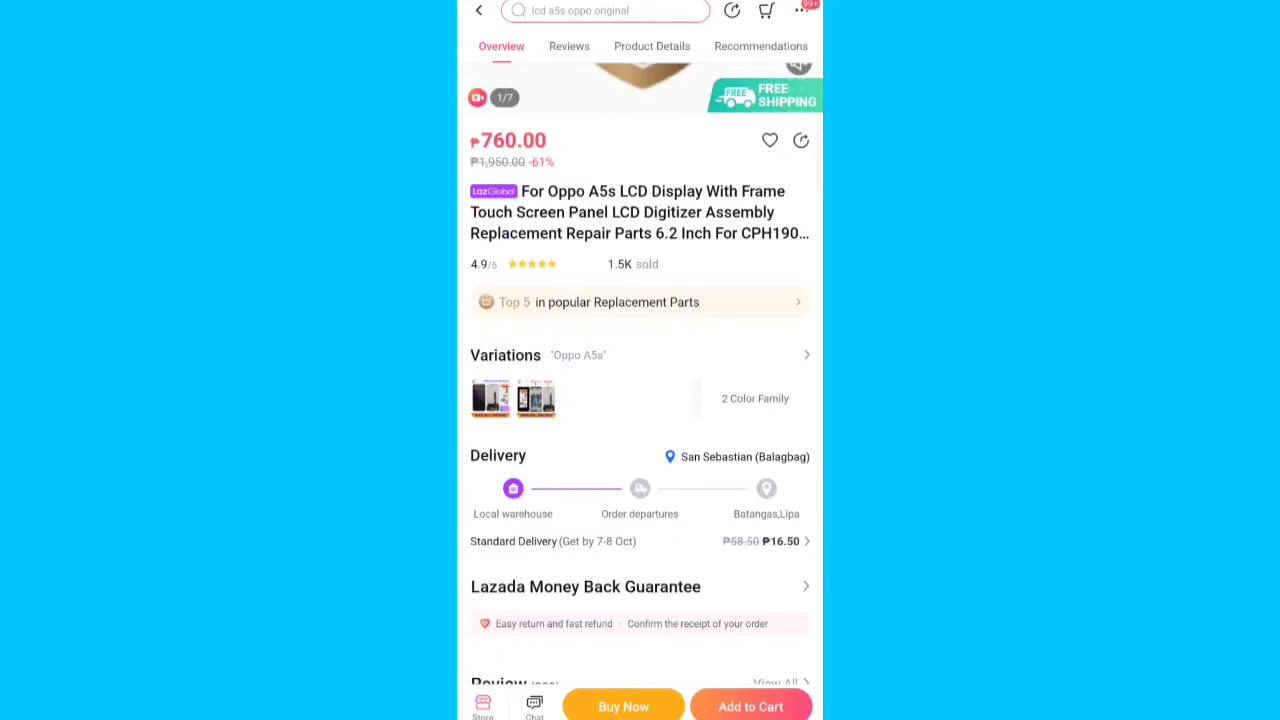 lcd a5s oppo original
99+
Overview Reviews Product Details Recommendations
1/7
FREE
FREE SHIPPING
₱760.00
₱1,950.00 -61%
LazGlobal For Oppo A5s LCD Display With Frame
Touch Screen Panel LCD Digitizer Assembly
Replacement Repair Parts 6.2 Inch For CPH190...
4.9/5 1.5K sold
Top 5 in popular Replacement Parts
Variations "Oppo A5s"
2 Color Family
Delivery San Sebastian (Balagbag)
Local warehouse Order departures Batangas,Lipa
Standard Delivery (Get by 7-8 Oct) ₱58.50 ₱16.50
Lazada Money Back Guarantee
Easy return and fast refund · Confirm the receipt of your order
Review View All
Store Chat Buy Now Add to Cart